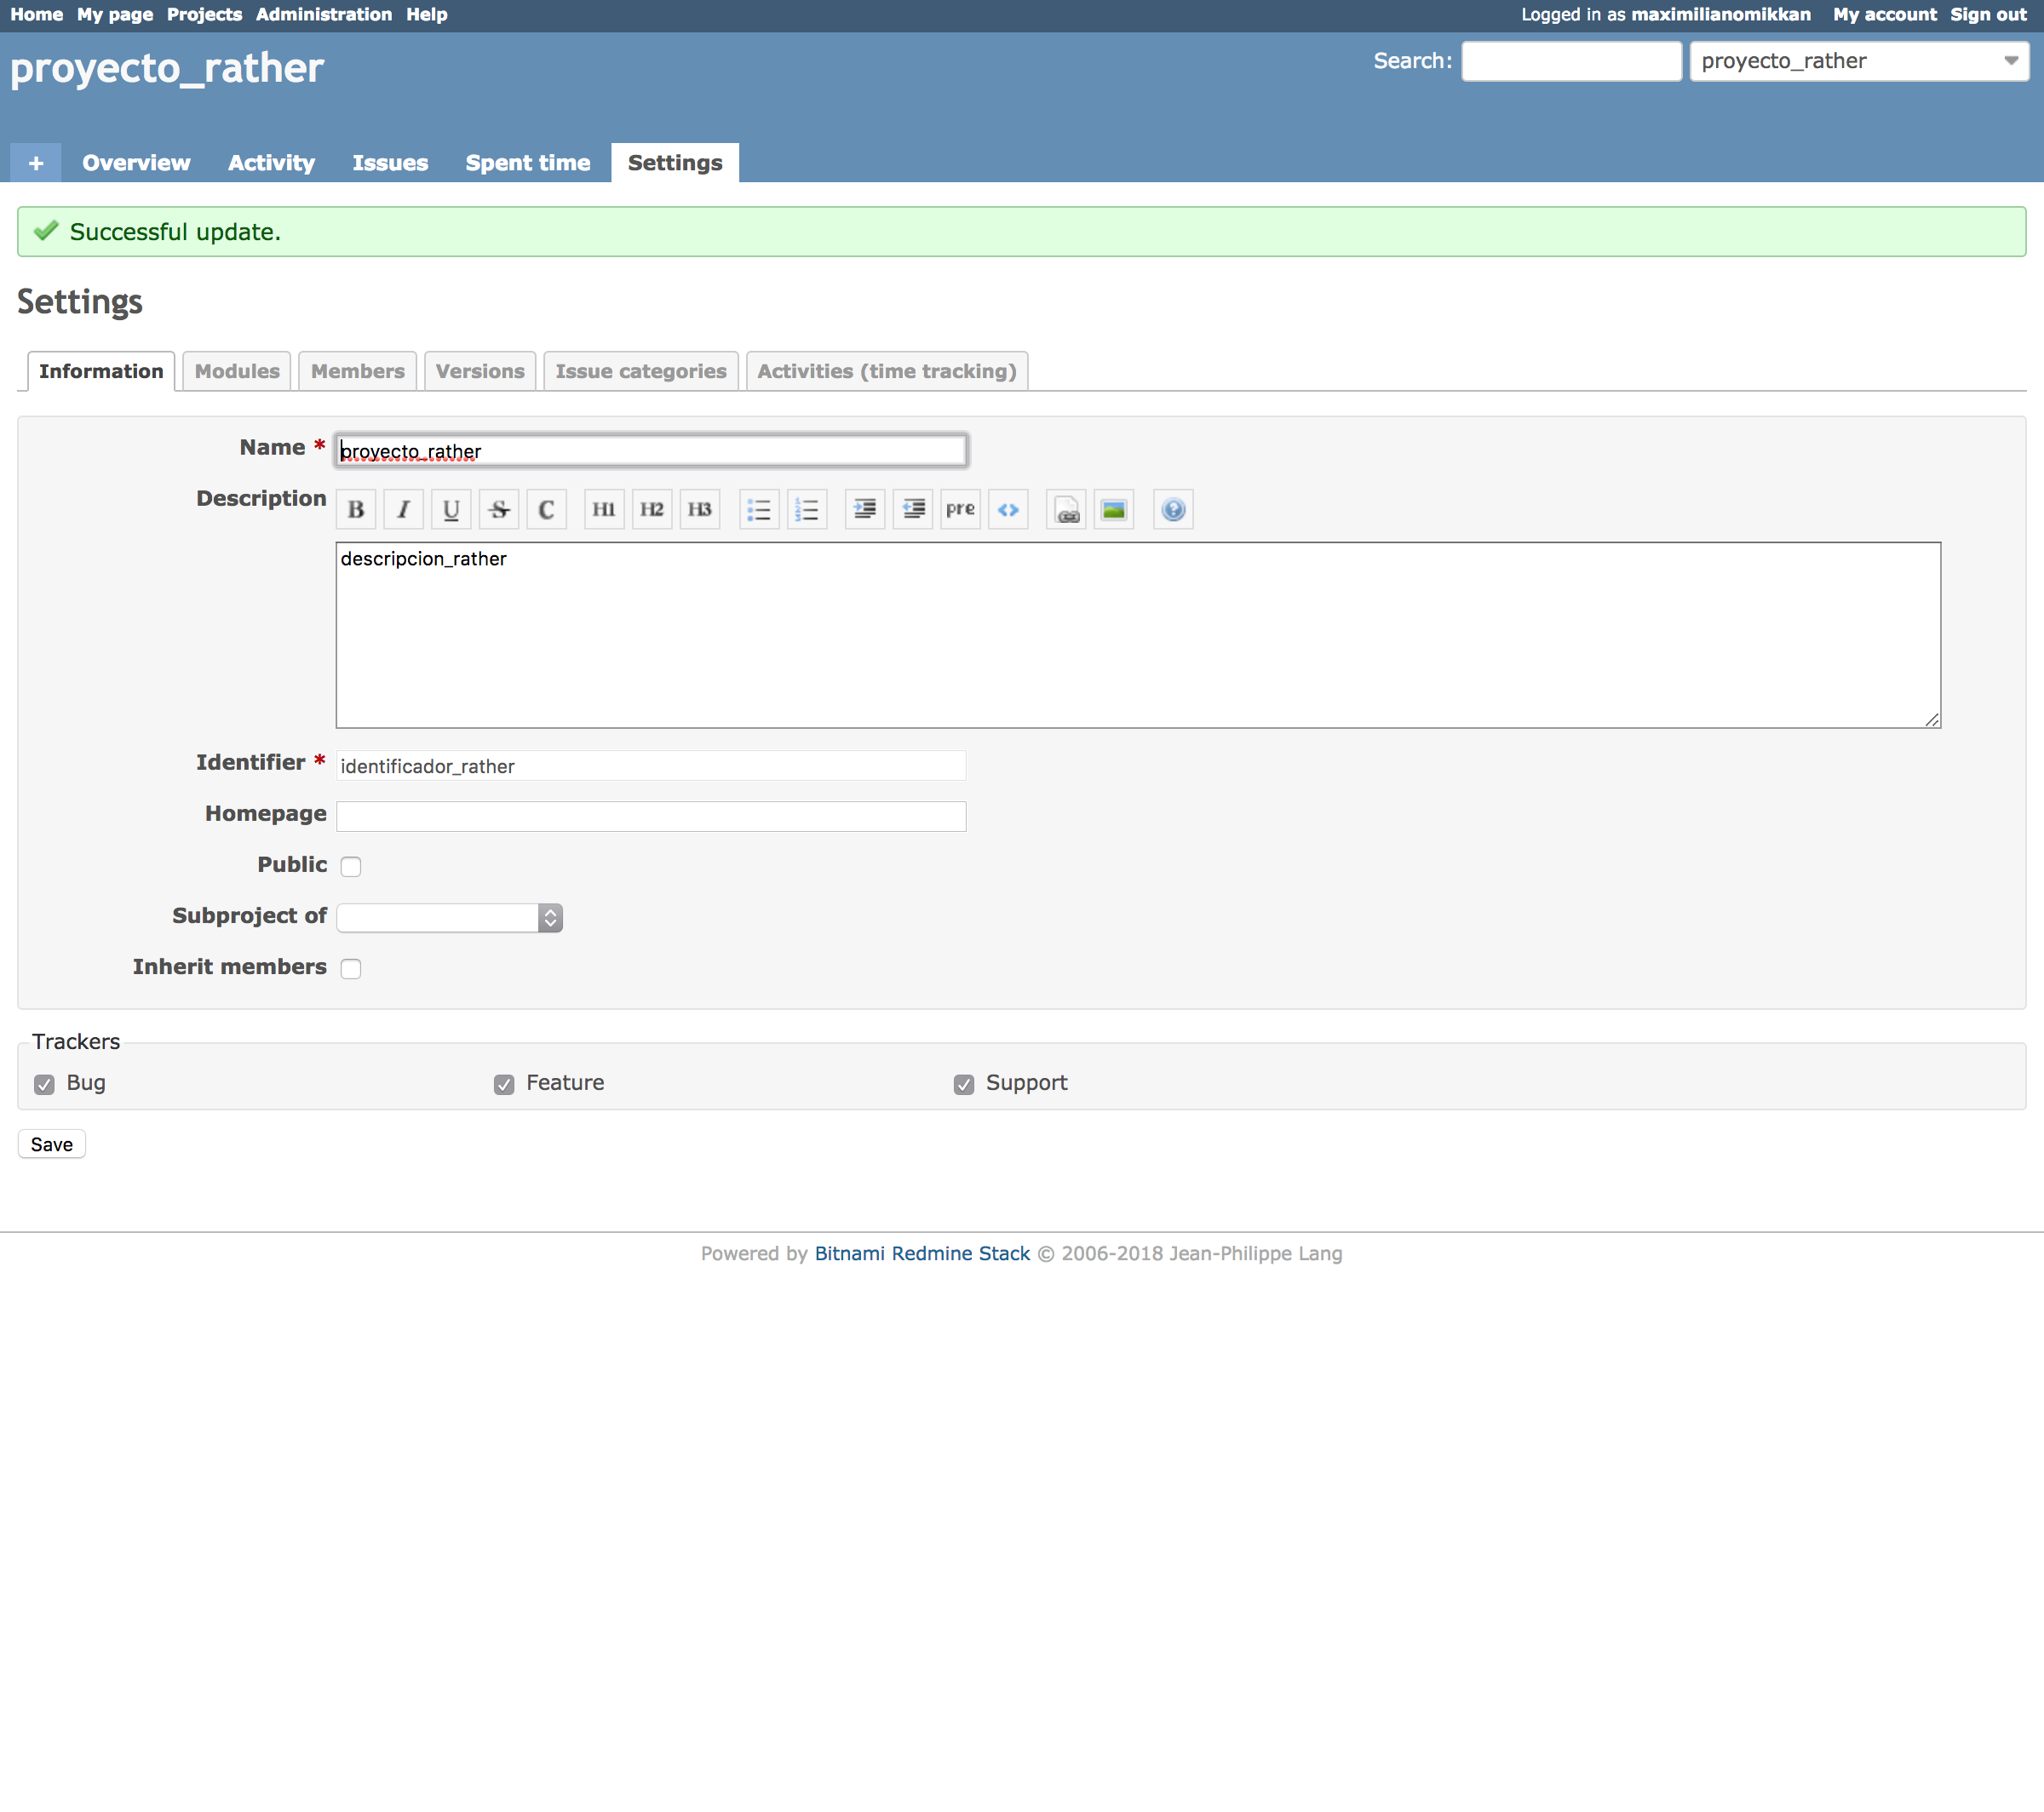 Home My page Projects Administration Help Logged in as maximilianomikkan My account Sign out
proyecto_rather Search: proyecto_rather
+ Overview Activity Issues Spent time Settings
Successful update.
Settings
Information Modules Members Versions Issue categories Activities (time tracking)
Name * proyecto_rather
Description B I U S C H1 H2 H3 pre <> ?
descripcion_rather
Identifier * identificador_rather
Homepage
Public
Subproject of
Inherit members
Trackers
Bug Feature Support
Save
Powered by Bitnami Redmine Stack © 2006-2018 Jean-Philippe Lang